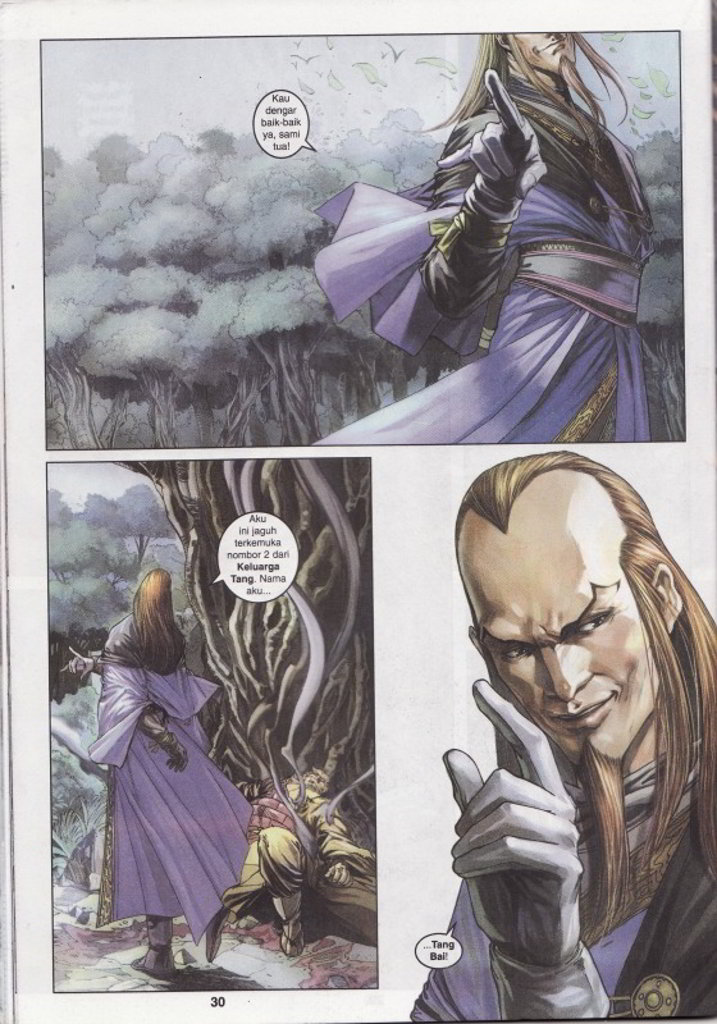 Kau
dengar
baik-baik
ya, sami
tua!
Aku
ini jaguh
terkemuka
nombor 2 dari
Keluarga
Tang. Nama
aku...
...Tang
Bai!
30